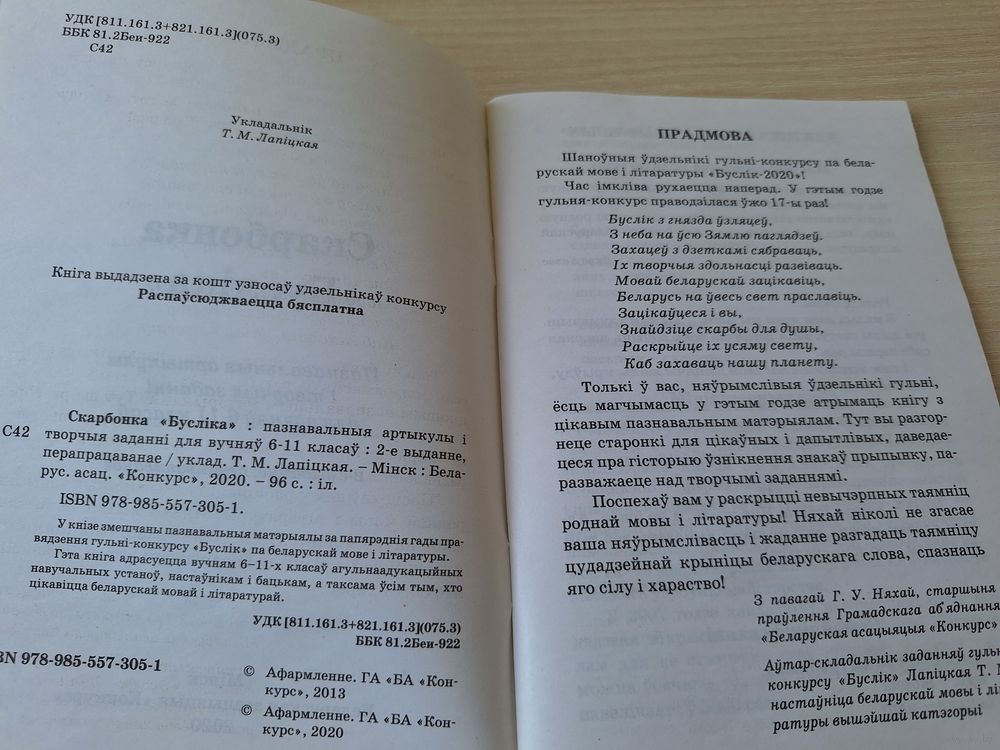 УДК [811.161.3+821.161.3](075.3)
ББК 81.2Беи-922
С42
Укладальнік
Т. М. Лапіцкая
Кніга выдадзена за кошт узносаў удзельнікаў конкурсу
Распаўсюджваецца бясплатна
Скарбонка «Бусліка» : пазнавальныя артыкулы і
С42 творчыя заданні для вучняў 6-11 класаў : 2-е выданне,
перапрацаванае / уклад. Т. М. Лапіцкая. – Мінск : Бела-
рус. асац. «Конкурс», 2020. – 96 с. : іл.
ISBN 978-985-557-305-1.
У кнізе змешчаны пазнавальныя матэрыялы за папярэднія гады пра-
вядзення гульні-конкурсу «Буслік» па беларускай мове і літаратуры.
Гэта кніга адрасуецца вучням 6–11-х класаў агульнаадукацыйных
навучальных устаноў, настаўнікам і бацькам, а таксама ўсім тым, хто
цікавіцца беларускай мовай і літаратурай.
УДК [811.161.3+821.161.3](075.3)
ББК 81.2Беи-922
BN 978-985-557-305-1
© Афармленне. ГА «БА «Кон-
курс», 2013
© Афармленне. ГА «БА «Кон-
курс», 2020
ПРАДМОВА
Шаноўныя ўдзельнікі гульні-конкурсу па бела-
рускай мове і літаратуры «Буслік-2020»!
Час імкліва рухаецца наперад. У гэтым годзе
гульня-конкурс праводзілася ўжо 17-ы раз!
Буслік з гнязда ўзляцеў,
З неба на ўсю Зямлю паглядзеў.
Захацеў з дзеткамі сябраваць,
Іх творчыя здольнасці развіваць.
Мовай беларускай зацікавіць,
Беларусь на ўвесь свет праславіць.
Зацікаўцеся і вы,
Знайдзіце скарбы для душы,
Раскрыйце іх усяму свету,
Каб захаваць нашу планету.
Толькі ў вас, няўрымслівыя ўдзельнікі гульні,
ёсць магчымасць у гэтым годзе атрымаць кнігу з
цікавым пазнавальным матэрыялам. Тут вы разгор-
неце старонкі для цікаўных і дапытлівых, даведае-
цеся пра гісторыю ўзнікнення знакаў прыпынку, па-
разважаеце над творчымі заданнямі.
Поспехаў вам у раскрыцці невычэрпных таямніц
роднай мовы і літаратуры! Няхай ніколі не згасае
ваша няўрымслівасць і жаданне разгадаць таямніцу
цудадзейнай крыніцы беларускага слова, спазнаць
яго сілу і хараство!
З павагай Г. У. Няхай, старшыня
праўлення Грамадскага аб'яднання
«Беларуская асацыяцыя «Конкурс»
Аўтар-складальнік заданняў гульні-
конкурсу «Буслік» Лапіцкая Т. М
настаўніца беларускай мовы і лі
ратуры вышэйшай катэгорыі